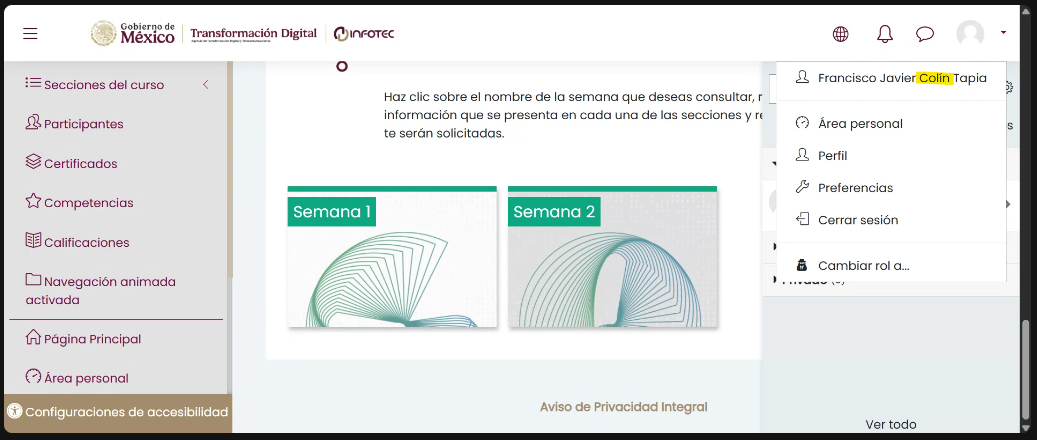 Gobierno de
México
Transformación Digital
INFOTEC
Secciones del curso
Participantes
Certificados
Competencias
Calificaciones
Navegación animada
activada
Página Principal
Área personal
Configuraciones de accesibilidad
Haz clic sobre el nombre de la semana que deseas consultar, r
información que se presenta en cada una de las secciones y re
te serán solicitadas.
Semana 1
Semana 2
Aviso de Privacidad Integral
Francisco Javier Colín Tapia
Área personal
Perfil
Preferencias
Cerrar sesión
Cambiar rol a...
Ver todo